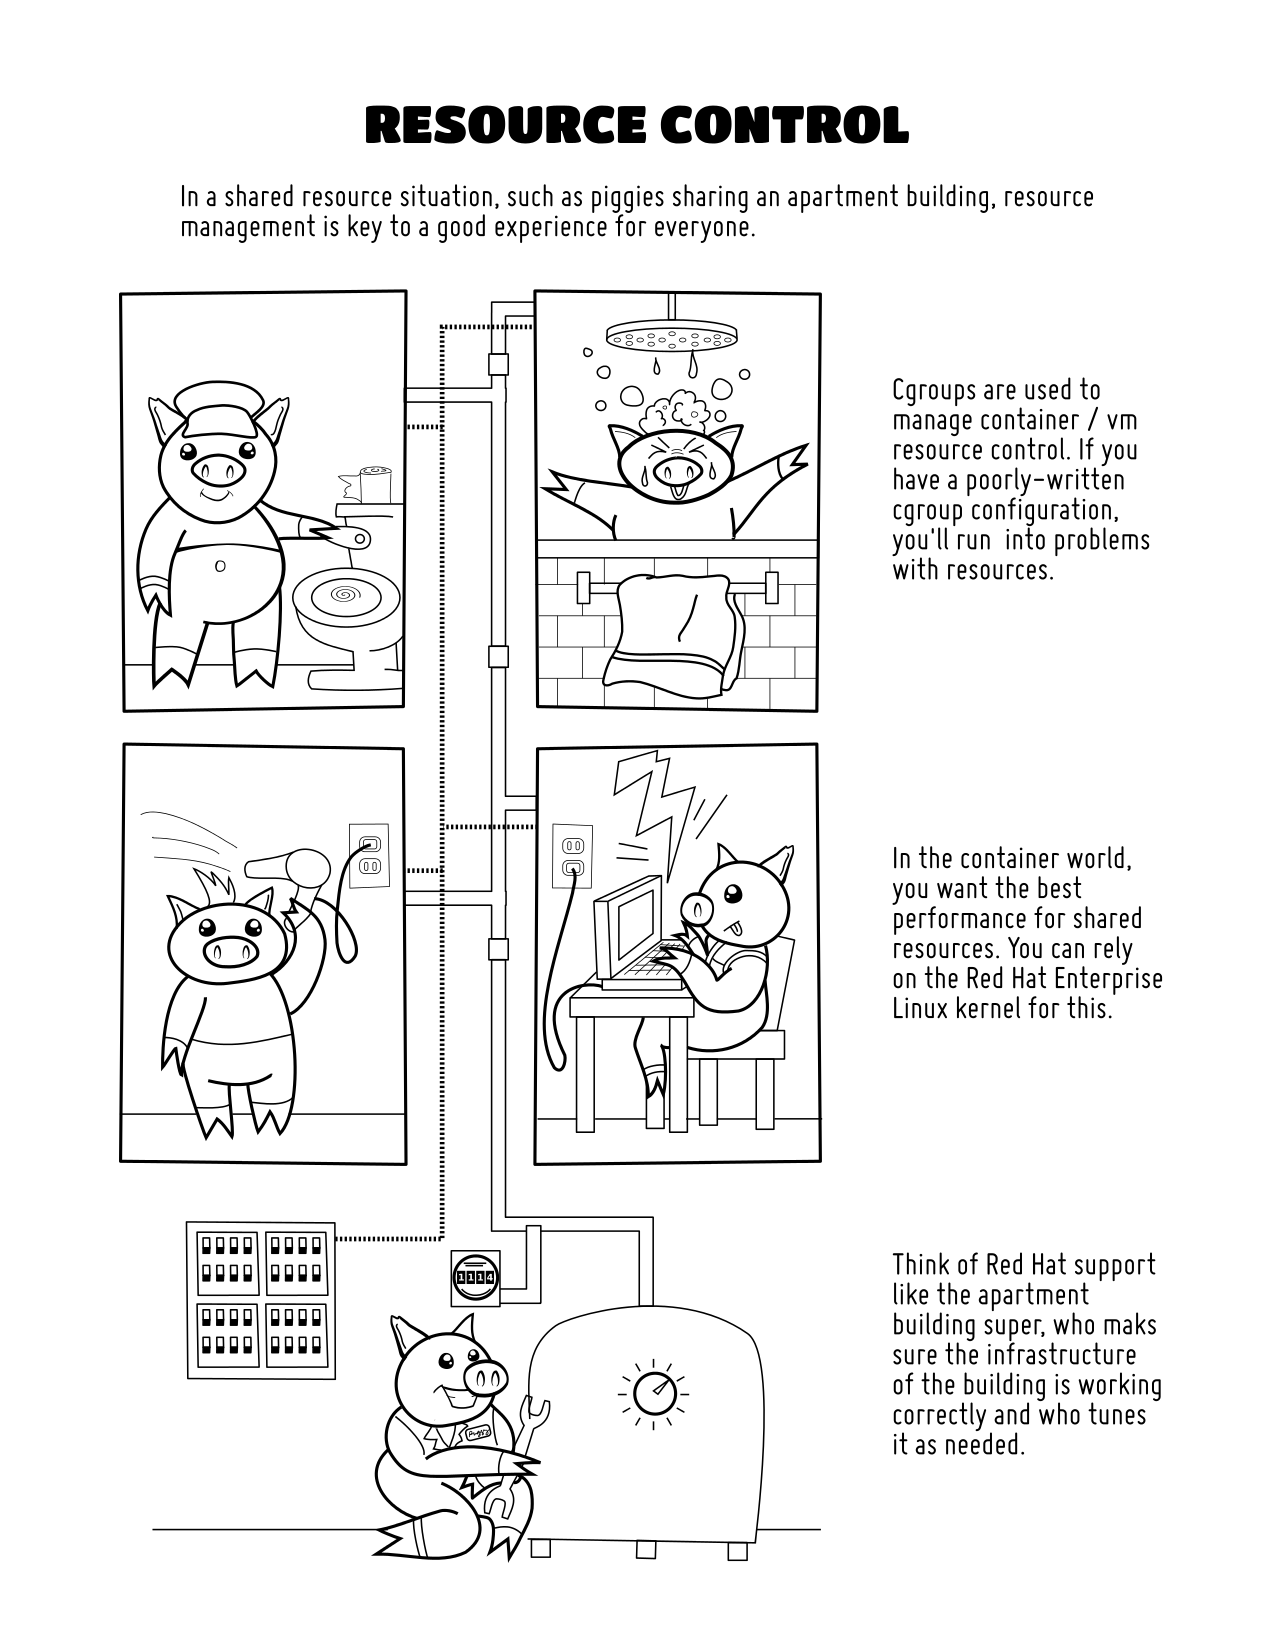 RESOURCE CONTROL
In a shared resource situation, such as piggies sharing an apartment building, resource
management is key to a good experience for everyone.
Cgroups are used to
manage container / vm
resource control. If you
have a poorly-written
cgroup configuration,
you'll run  into problems
with resources.
In the container world,
you want the best
performance for shared
resources. You can rely
on the Red Hat Enterprise
Linux kernel for this.
1114
Think of Red Hat support
like the apartment
building super, who maks
sure the infrastructure
of the building is working
correctly and who tunes
it as needed.